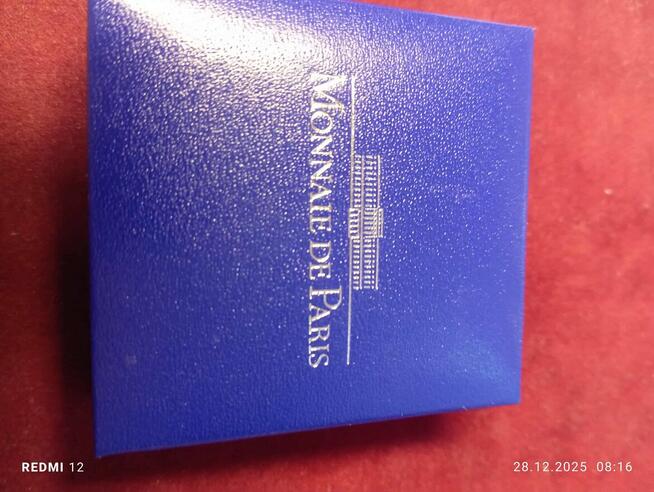 MONNAIE DE PARIS
REDMI 12
28.12.2025 08:16